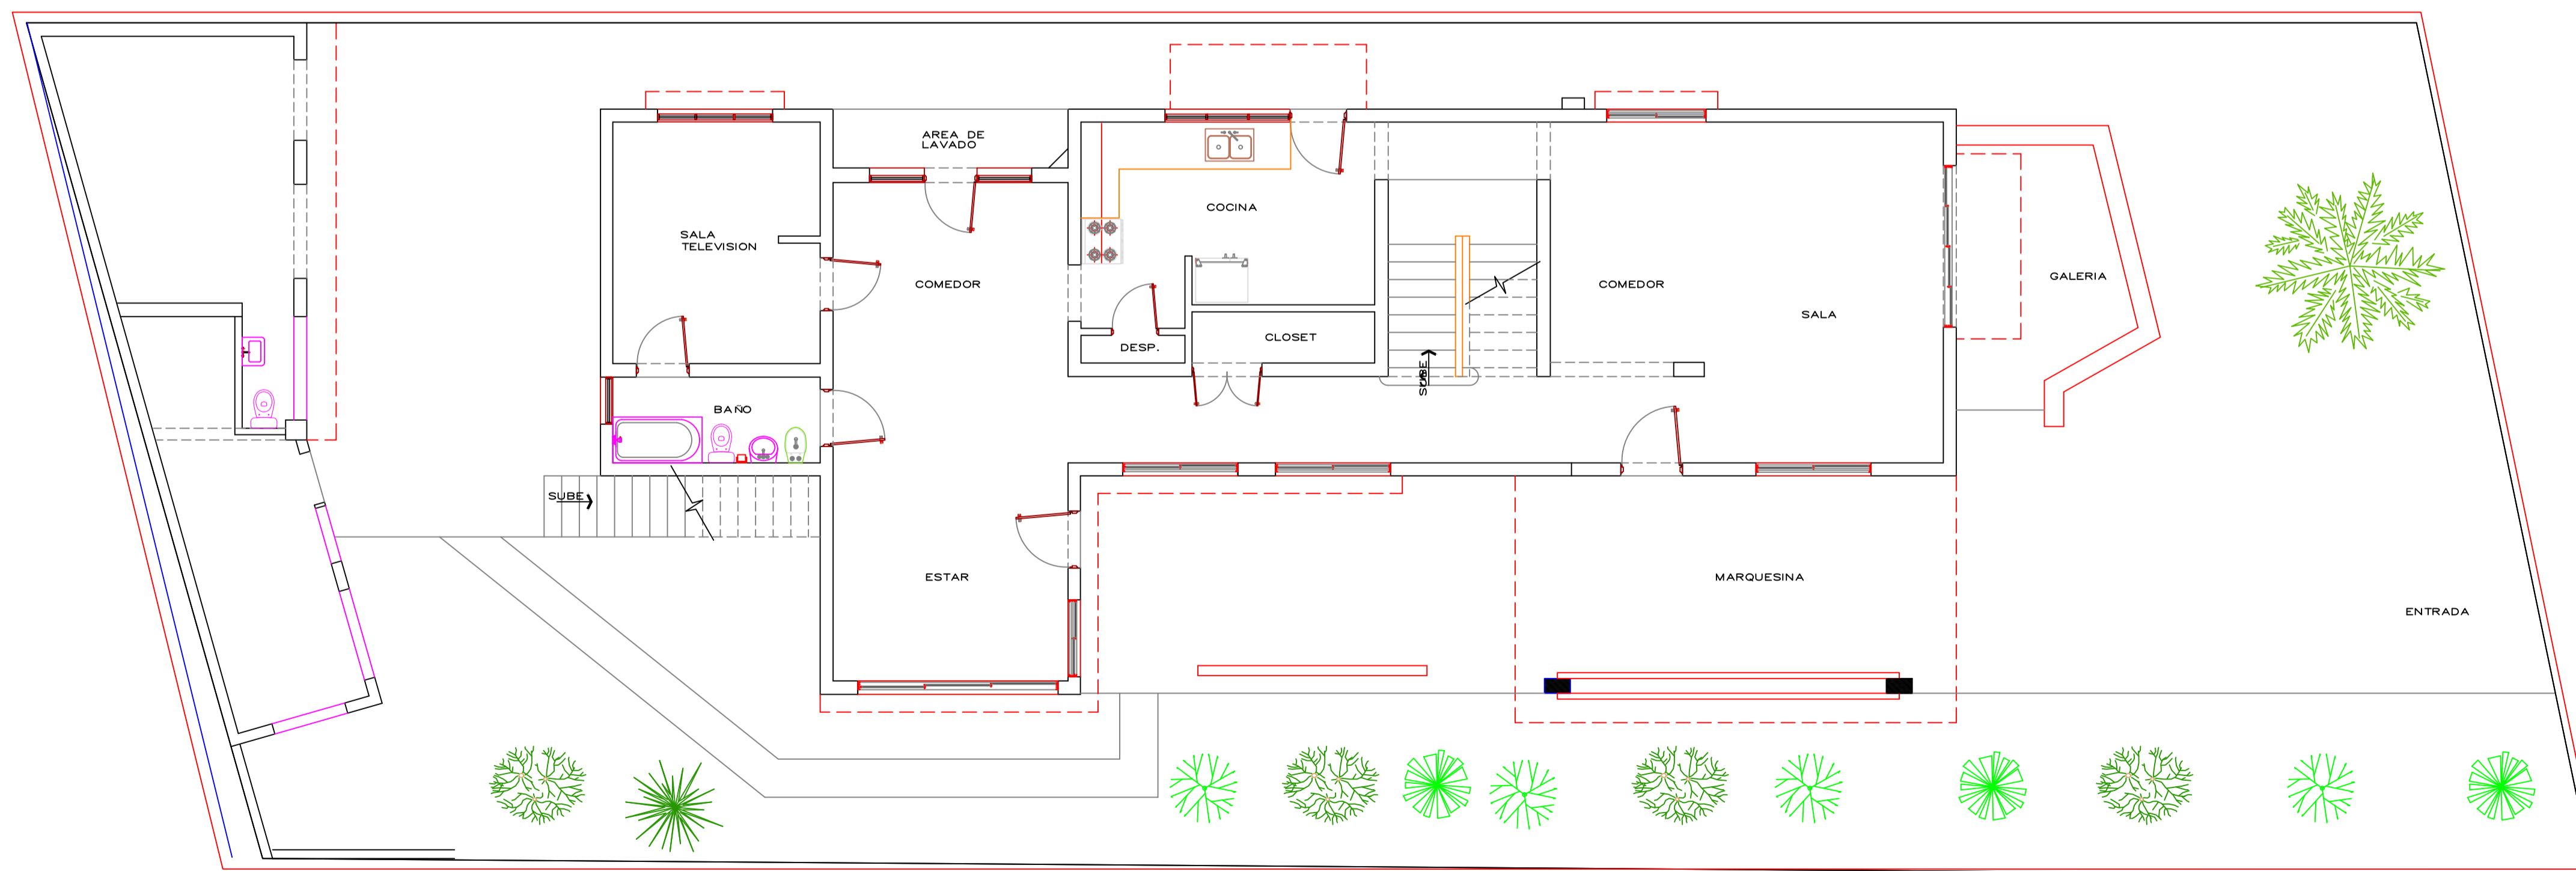 AREA DE
LAVADO
SALA
TELEVISION
COCINA
COMEDOR
COMEDOR
GALERIA
SALA
CLOSET
DESP.
SUBE
BAÑO
SUBE
ESTAR
MARQUESINA
ENTRADA